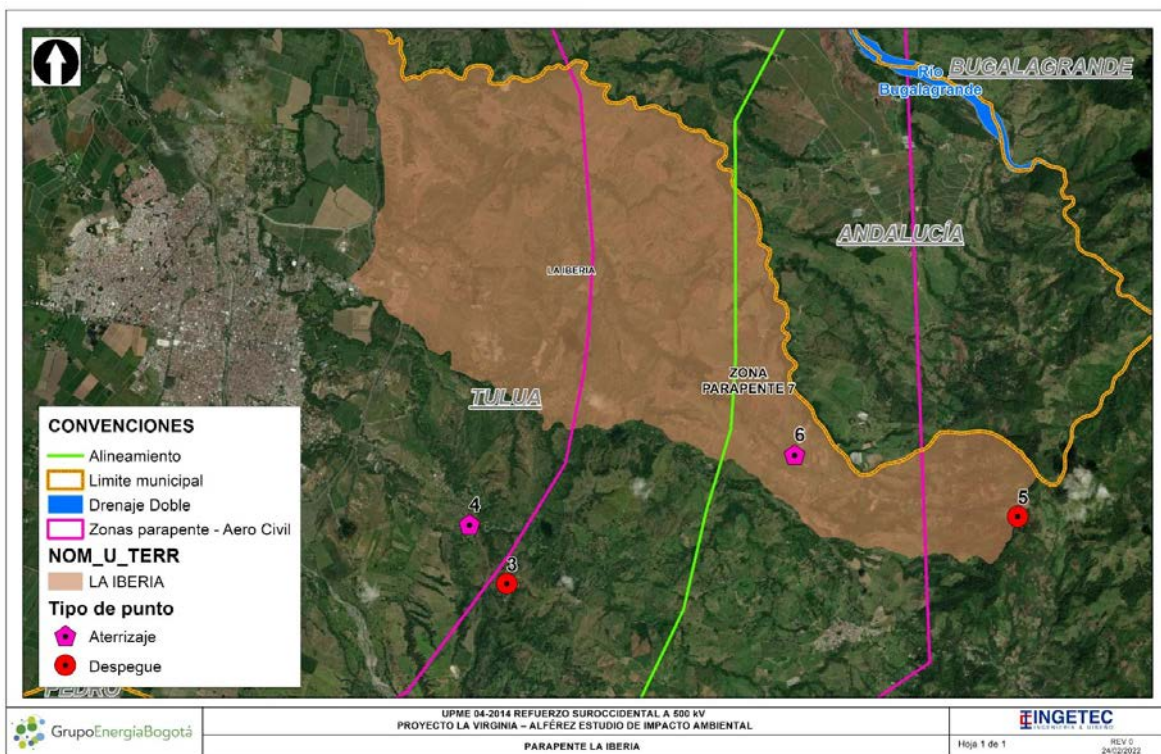 BUGALAGRANDE
Río
Bugalagrande
ANDALUCÍA
LA IBERIA
ZONA
PARAPENTE 7
TULUA
6
5
4
3
CONVENCIONES
Alineamiento
Limite municipal
Drenaje Doble
Zonas parapente - Aero Civil
NOM_U_TERR
LA IBERIA
Tipo de punto
Aterrizaje
Despegue
PEDRO
GrupoEnergíaBogotá
UPME 04-2014 REFUERZO SUROCCIDENTAL A 500 kV
PROYECTO LA VIRGINIA – ALFÉREZ ESTUDIO DE IMPACTO AMBIENTAL
PARAPENTE LA IBERIA
INGETEC
INGENIERÍA & DISEÑO
Hoja 1 de 1
REV 0
24/02/2022